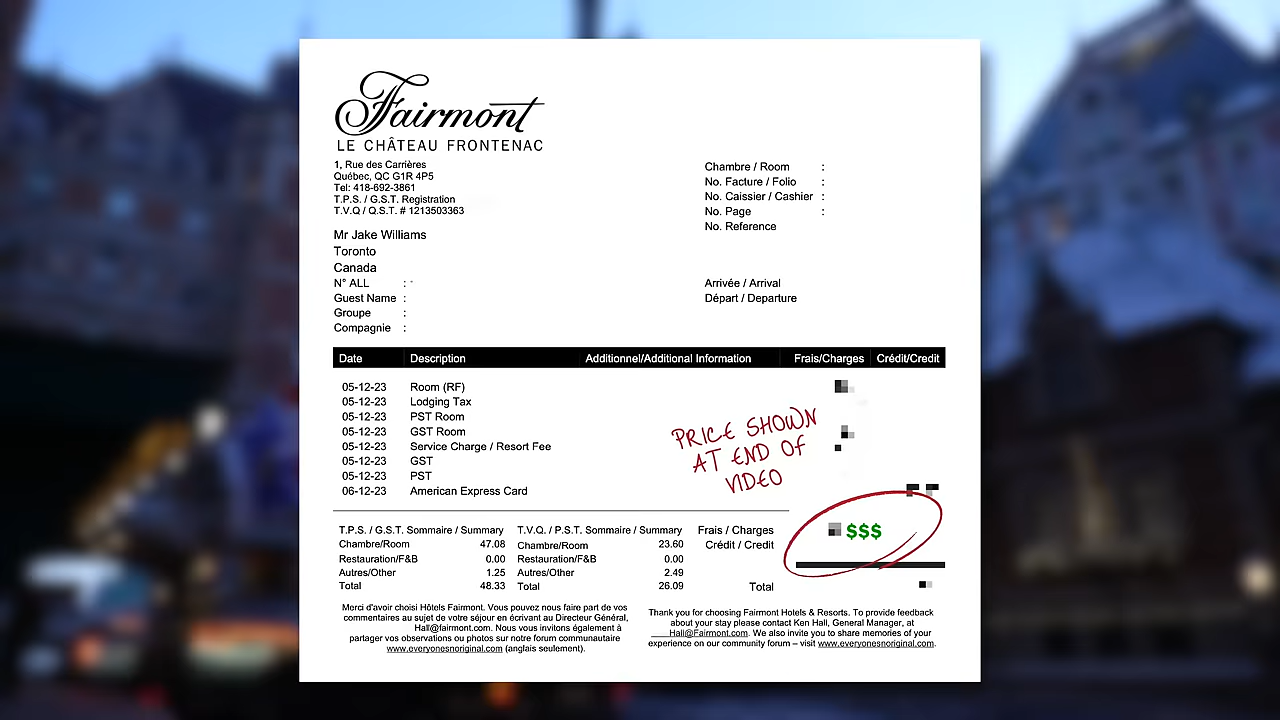 Fairmont
LE CHÂTEAU FRONTENAC
1, Rue des Carrières
Québec, QC G1R 4P5
Tel: 418-692-3861
T.P.S. / G.S.T. Registration
T.V.Q / Q.S.T. # 1213503363
Mr Jake Williams
Toronto
Canada
N° ALL :
Guest Name :
Groupe :
Compagnie :
Chambre / Room :
No. Facture / Folio :
No. Caissier / Cashier :
No. Page :
No. Reference
Arrivée / Arrival
Départ / Departure
Date Description Additionnel/Additional Information Frais/Charges Crédit/Credit
05-12-23 Room (RF)
05-12-23 Lodging Tax
05-12-23 PST Room
05-12-23 GST Room
05-12-23 Service Charge / Resort Fee
05-12-23 GST
05-12-23 PST
06-12-23 American Express Card
PRICE SHOWN
AT END OF
VIDEO
T.P.S. / G.S.T. Sommaire / Summary T.V.Q. / P.ST. Sommaire / Summary Frais / Charges $$$
Chambre/Room 47.08 Chambre/Room 23.60 Crédit / Credit
Restauration/F&B 0.00 Restauration/F&B 0.00
Autres/Other 1.25 Autres/Other 2.49
Total 48.33 Total 26.09 Total
Merci d'avoir choisi Hôtels Fairmont. Vous pouvez nous faire part de vos
commentaires au sujet de votre séjour en écrivant au Directeur Général,
Hall@fairmont.com. Nous vous invitons également à
partager vos observations ou photos sur notre forum communautaire
www.everyonesnoriginal.com (anglais seulement).
Thank you for choosing Fairmont Hotels & Resorts. To provide feedback
about your stay please contact Ken Hall, General Manager, at
Hall@Fairmont.com. We also invite you to share memories of your
experience on our community forum – visit www.everyonesnoriginal.com.